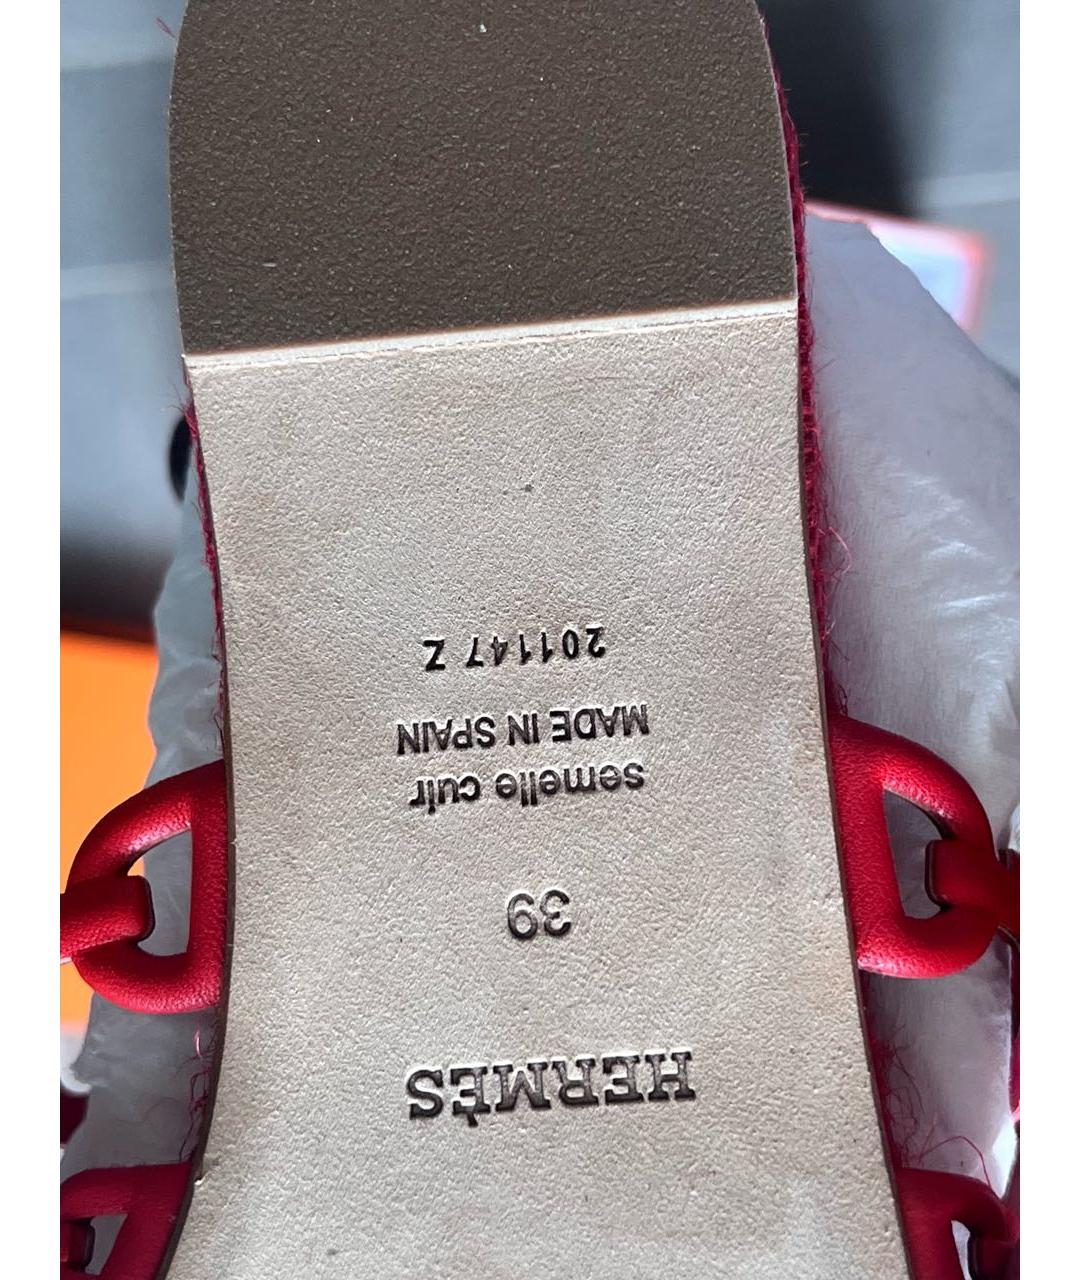 HERMÈS
39
semelle cuir
MADE IN SPAIN
201147 Z